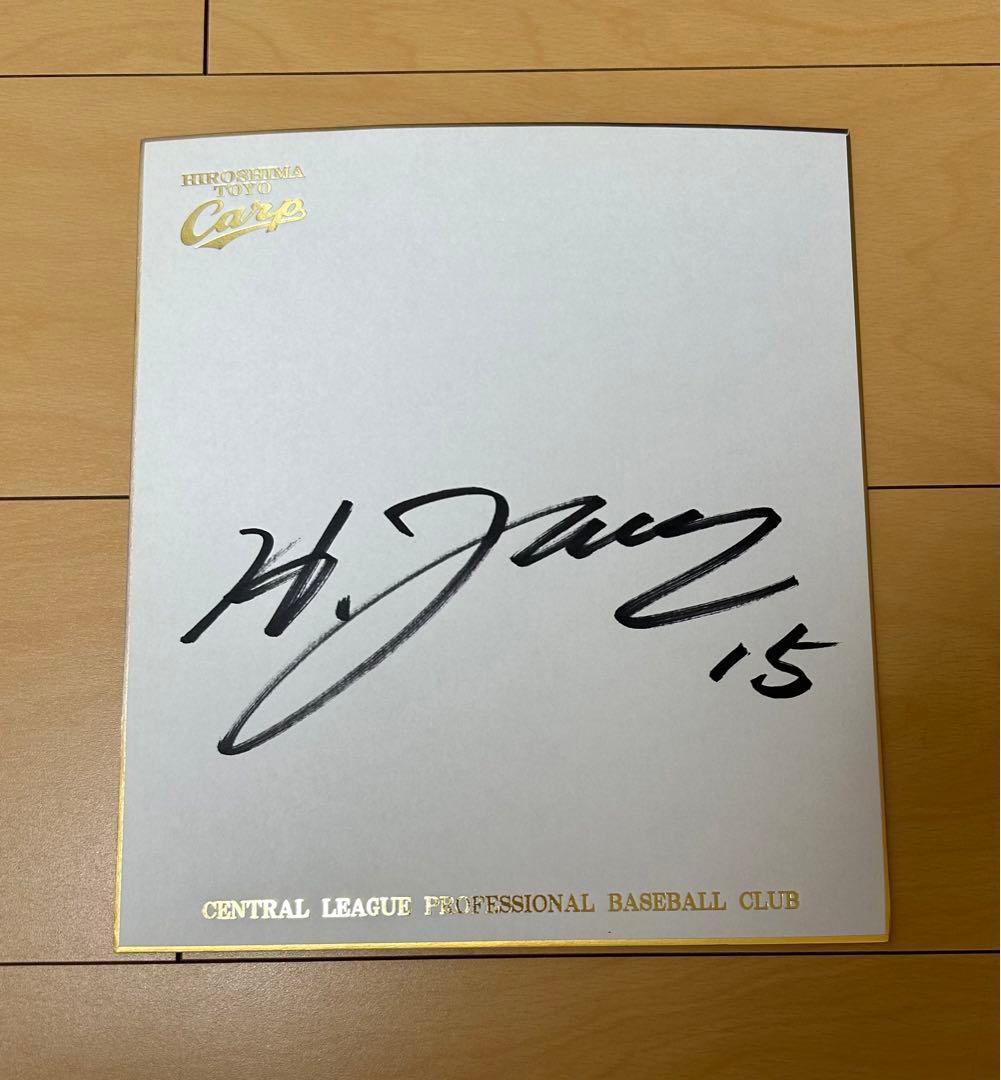 HIROSHIMA
TOYO
Carp
H.
15
CENTRAL LEAGUE PROFESSIONAL BASEBALL CLUB